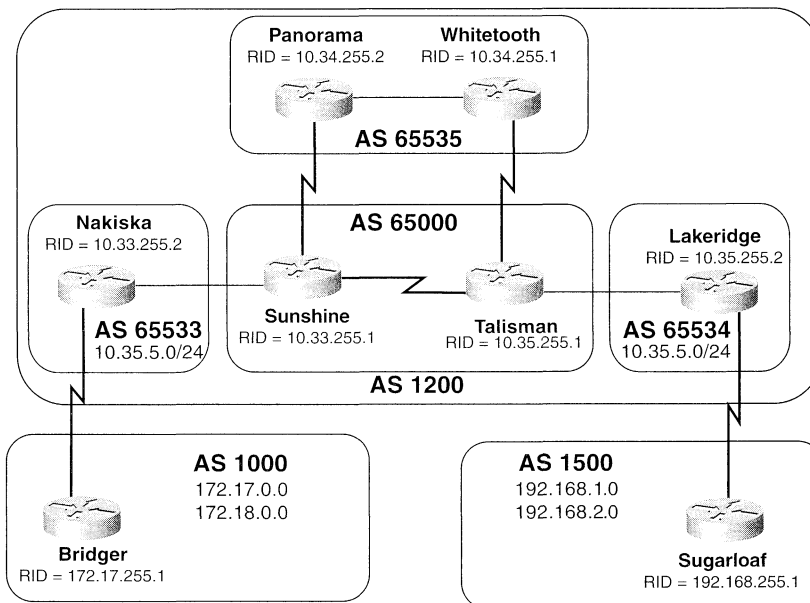 Panorama
RID = 10.34.255.2
Whitetooth
RID = 10.34.255.1
AS 65535
Nakiska
RID = 10.33.255.2
AS 65533
10.35.5.0/24
AS 65000
Sunshine
RID = 10.33.255.1
Talisman
RID = 10.35.255.1
Lakeridge
RID = 10.35.255.2
AS 65534
10.35.5.0/24
AS 1200
AS 1000
172.17.0.0
172.18.0.0
Bridger
RID = 172.17.255.1
AS 1500
192.168.1.0
192.168.2.0
Sugarloaf
RID = 192.168.255.1